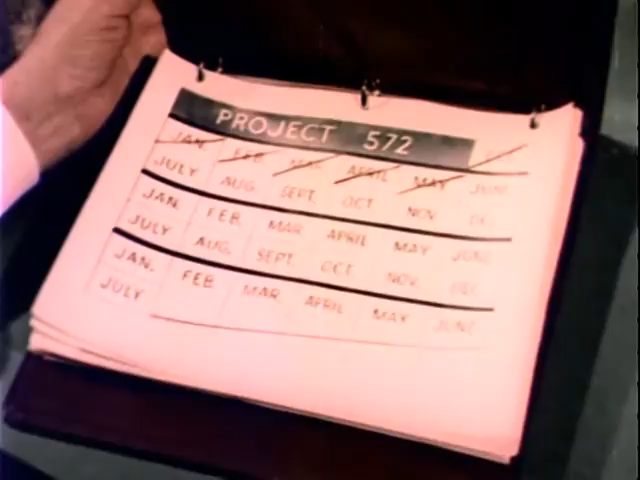 PROJECT 572
JAN. FEB. MAR. APRIL MAY JUNE
JULY AUG. SEPT. OCT. NOV. DEC.
JAN. FEB. MAR. APRIL MAY JUNE
JULY AUG. SEPT. OCT. NOV. DEC.
JAN. FEB. MAR. APRIL MAY JUNE
JULY